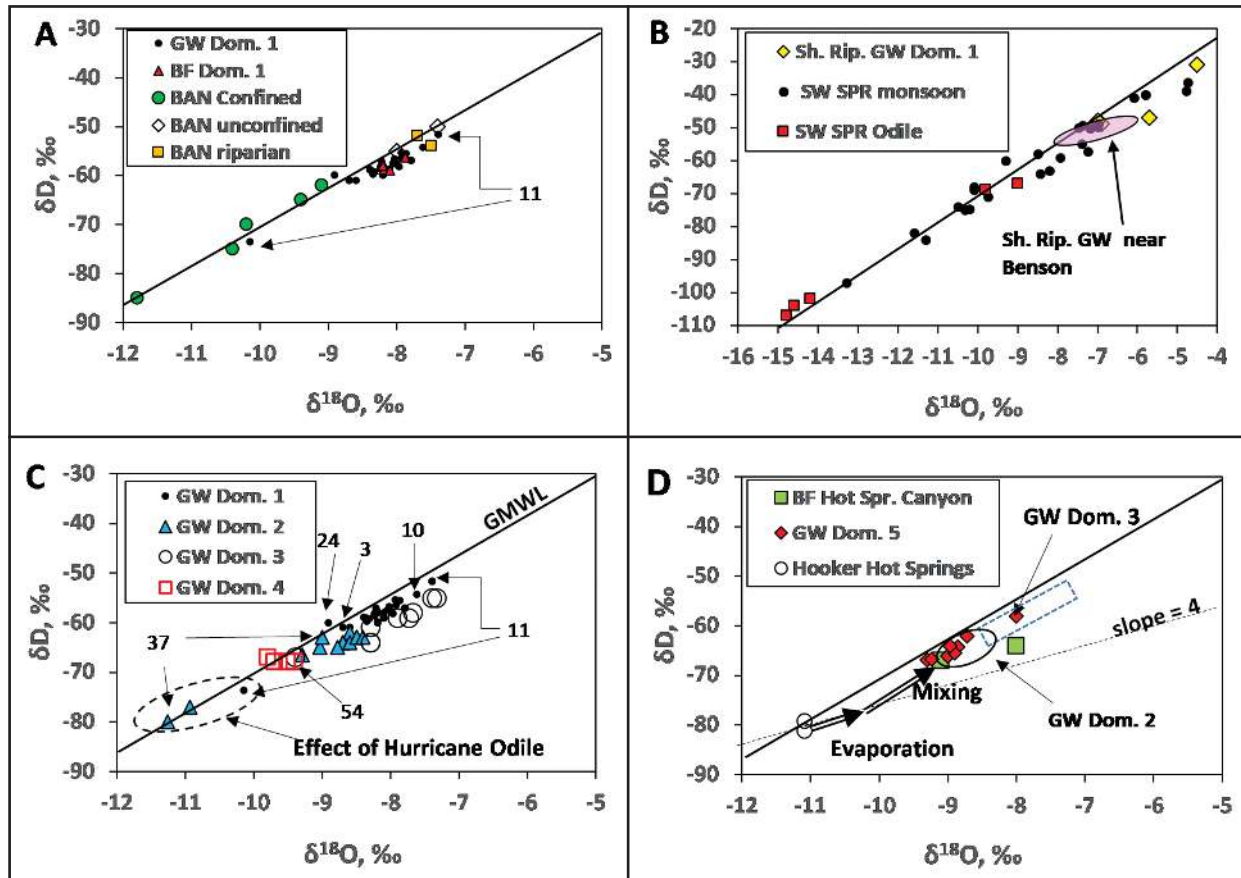 A
GW Dom. 1
BF Dom. 1
BAN Confined
BAN unconfined
BAN riparian
11
-30
-40
-50
-60
-70
-80
-90
δD, ‰
-12 -11 -10 -9 -8 -7 -6 -5
δ18O, ‰
B
Sh. Rip. GW Dom. 1
SW SPR monsoon
SW SPR Odile
Sh. Rip. GW near
Benson
-20
-30
-40
-50
-60
-70
-80
-90
-100
-110
δD, ‰
-16 -15 -14 -13 -12 -11 -10 -9 -8 -7 -6 -5 -4
δ18O, ‰
C
GW Dom. 1
GW Dom. 2
GW Dom. 3
GW Dom. 4
GMWL
24
3
10
37
11
54
Effect of Hurricane Odile
-30
-40
-50
-60
-70
-80
-90
δD, ‰
-12 -11 -10 -9 -8 -7 -6 -5
δ18O, ‰
D
BF Hot Spr. Canyon
GW Dom. 5
Hooker Hot Springs
GW Dom. 3
slope = 4
Mixing
GW Dom. 2
Evaporation
-30
-40
-50
-60
-70
-80
-90
δD, ‰
-12 -11 -10 -9 -8 -7 -6 -5
δ18O, ‰